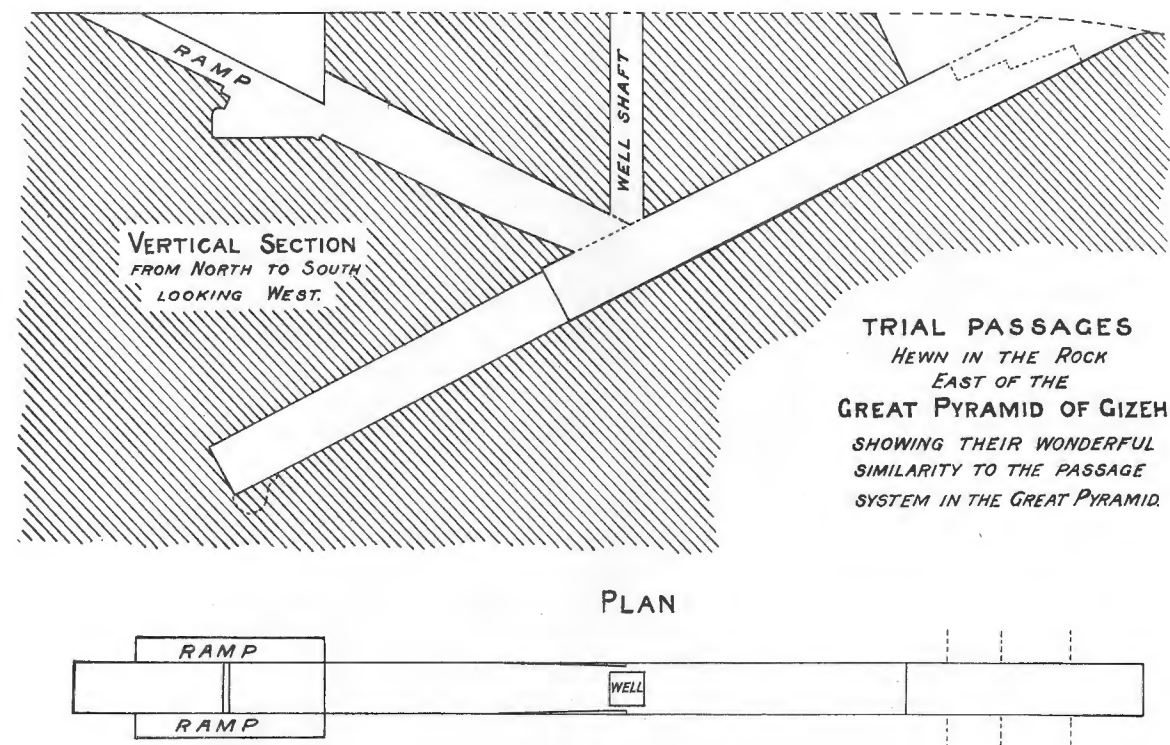 RAMP
WELL SHAFT
VERTICAL SECTION
FROM NORTH TO SOUTH
LOOKING WEST.
TRIAL PASSAGES
HEWN IN THE ROCK
EAST OF THE
GREAT PYRAMID OF GIZEH
SHOWING THEIR WONDERFUL
SIMILARITY TO THE PASSAGE
SYSTEM IN THE GREAT PYRAMID.
PLAN
RAMP
WELL
RAMP